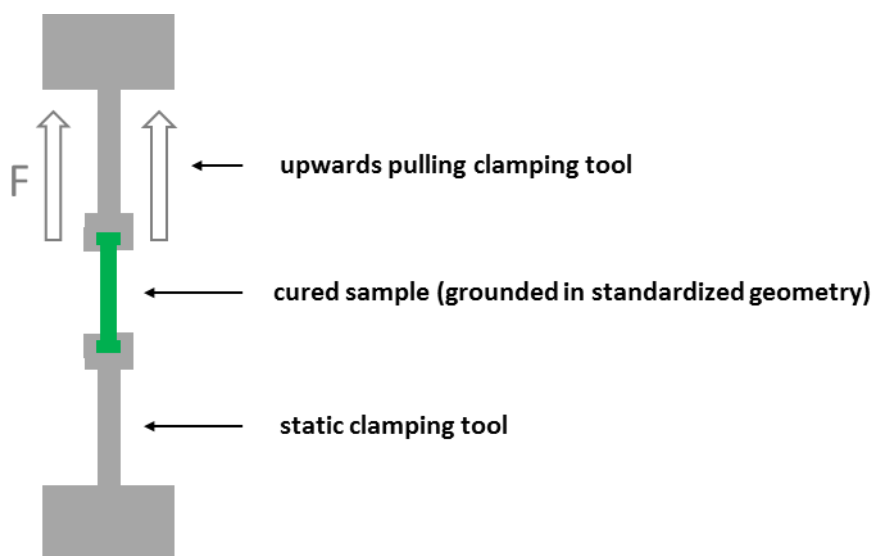 upwards pulling clamping tool
F
cured sample (grounded in standardized geometry)
static clamping tool